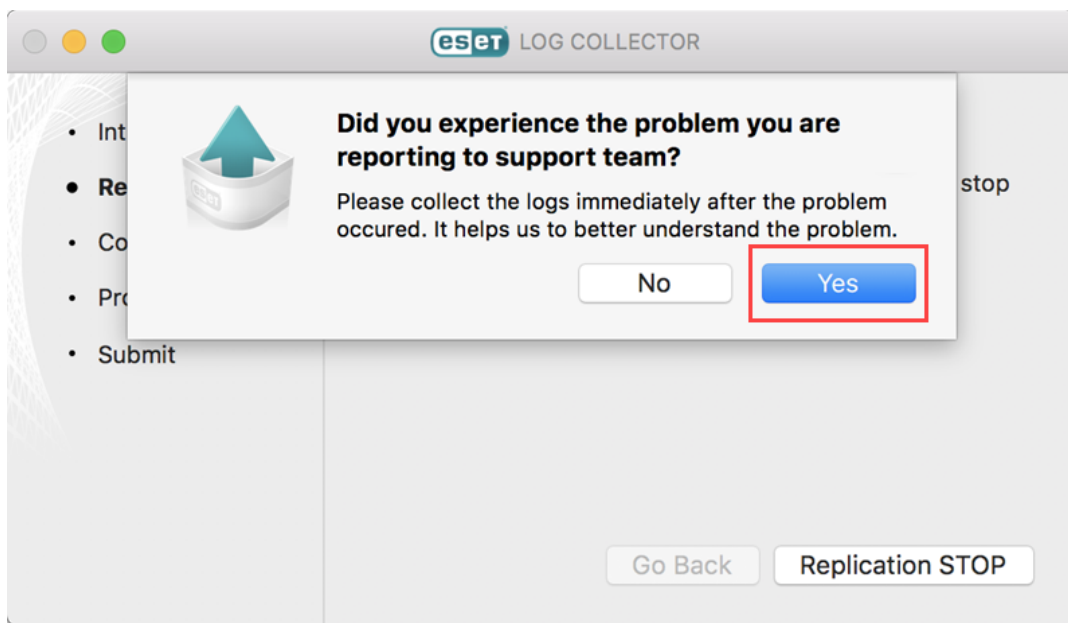 eset LOG COLLECTOR
Did you experience the problem you are
reporting to support team?
Please collect the logs immediately after the problem
occured. It helps us to better understand the problem.
No
Yes
Int
Re
stop
Co
Pro
Submit
Go Back
Replication STOP